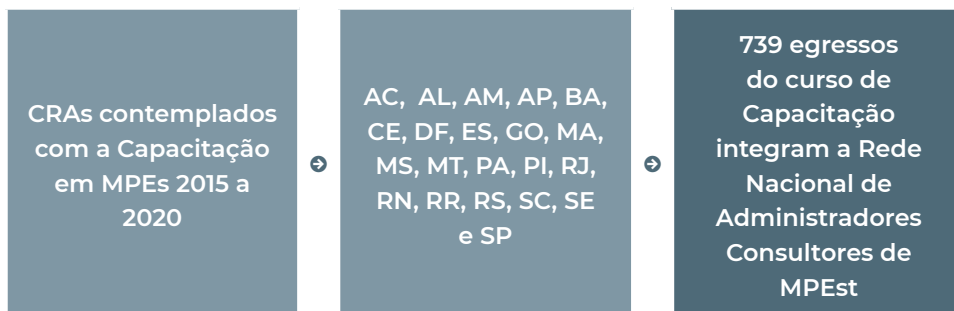 CRAs contemplados
com a Capacitação
em MPEs 2015 a
2020
AC, AL, AM, AP, BA,
CE, DF, ES, GO, MA,
MS, MT, PA, PI, RJ,
RN, RR, RS, SC, SE
e SP
739 egressos
do curso de
Capacitação
integram a Rede
Nacional de
Administradores
Consultores de
MPEst